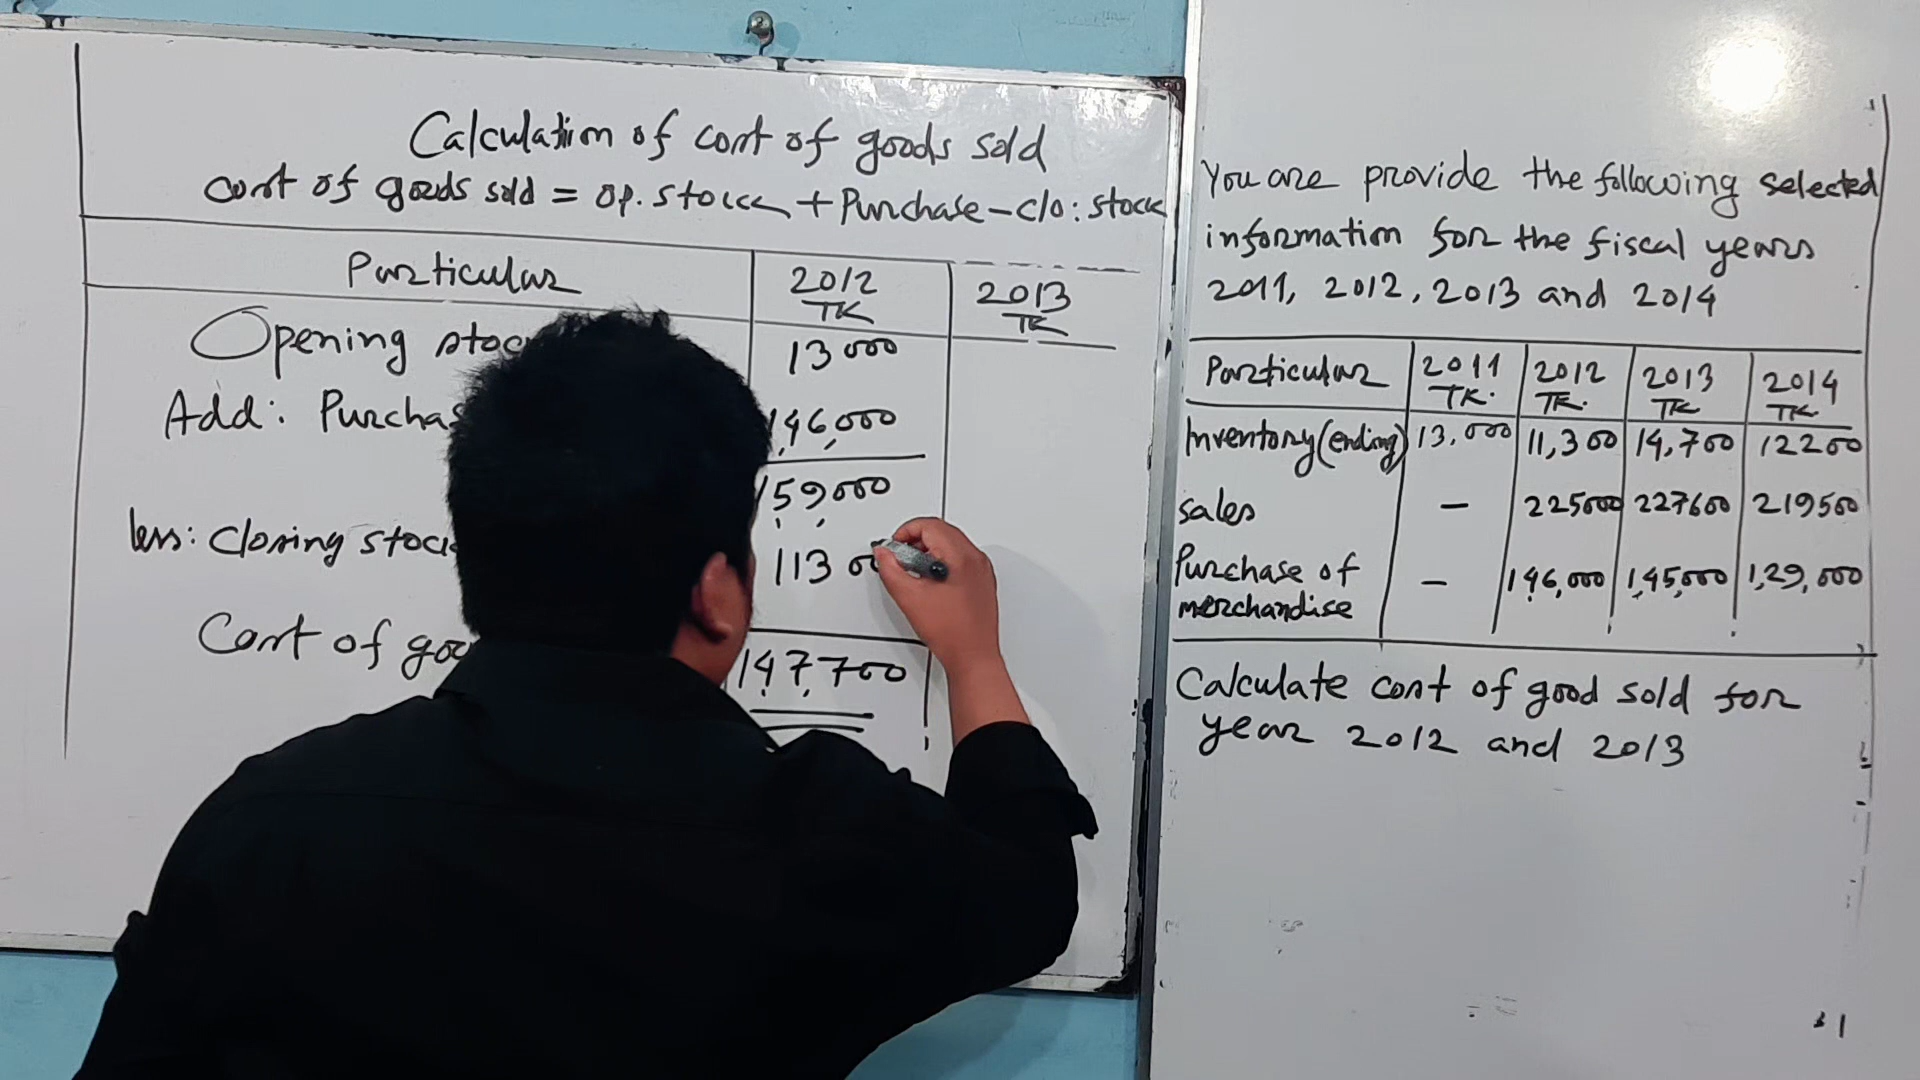 Calculation of cost of goods sold
cost of goods sold = op. stock + Purchase - clo: stock
Particular 2012 TK 2013 TK
Opening stoc 13000
Add: Purcha 146,000
159,000
less: Closing stock 11300
Cost of goo 147,700
You are provide the following selected
information for the fiscal years
2011, 2012, 2013 and 2014
Particular 2011 TK. 2012 TK. 2013 TK 2014 TK
Inventory (ending) 13,000 11,300 14,700 12200
sales - 225000 227600 219500
Purchase of merchandise - 146,000 1,45,000 1,29,000
Calculate cost of good sold for
year 2012 and 2013